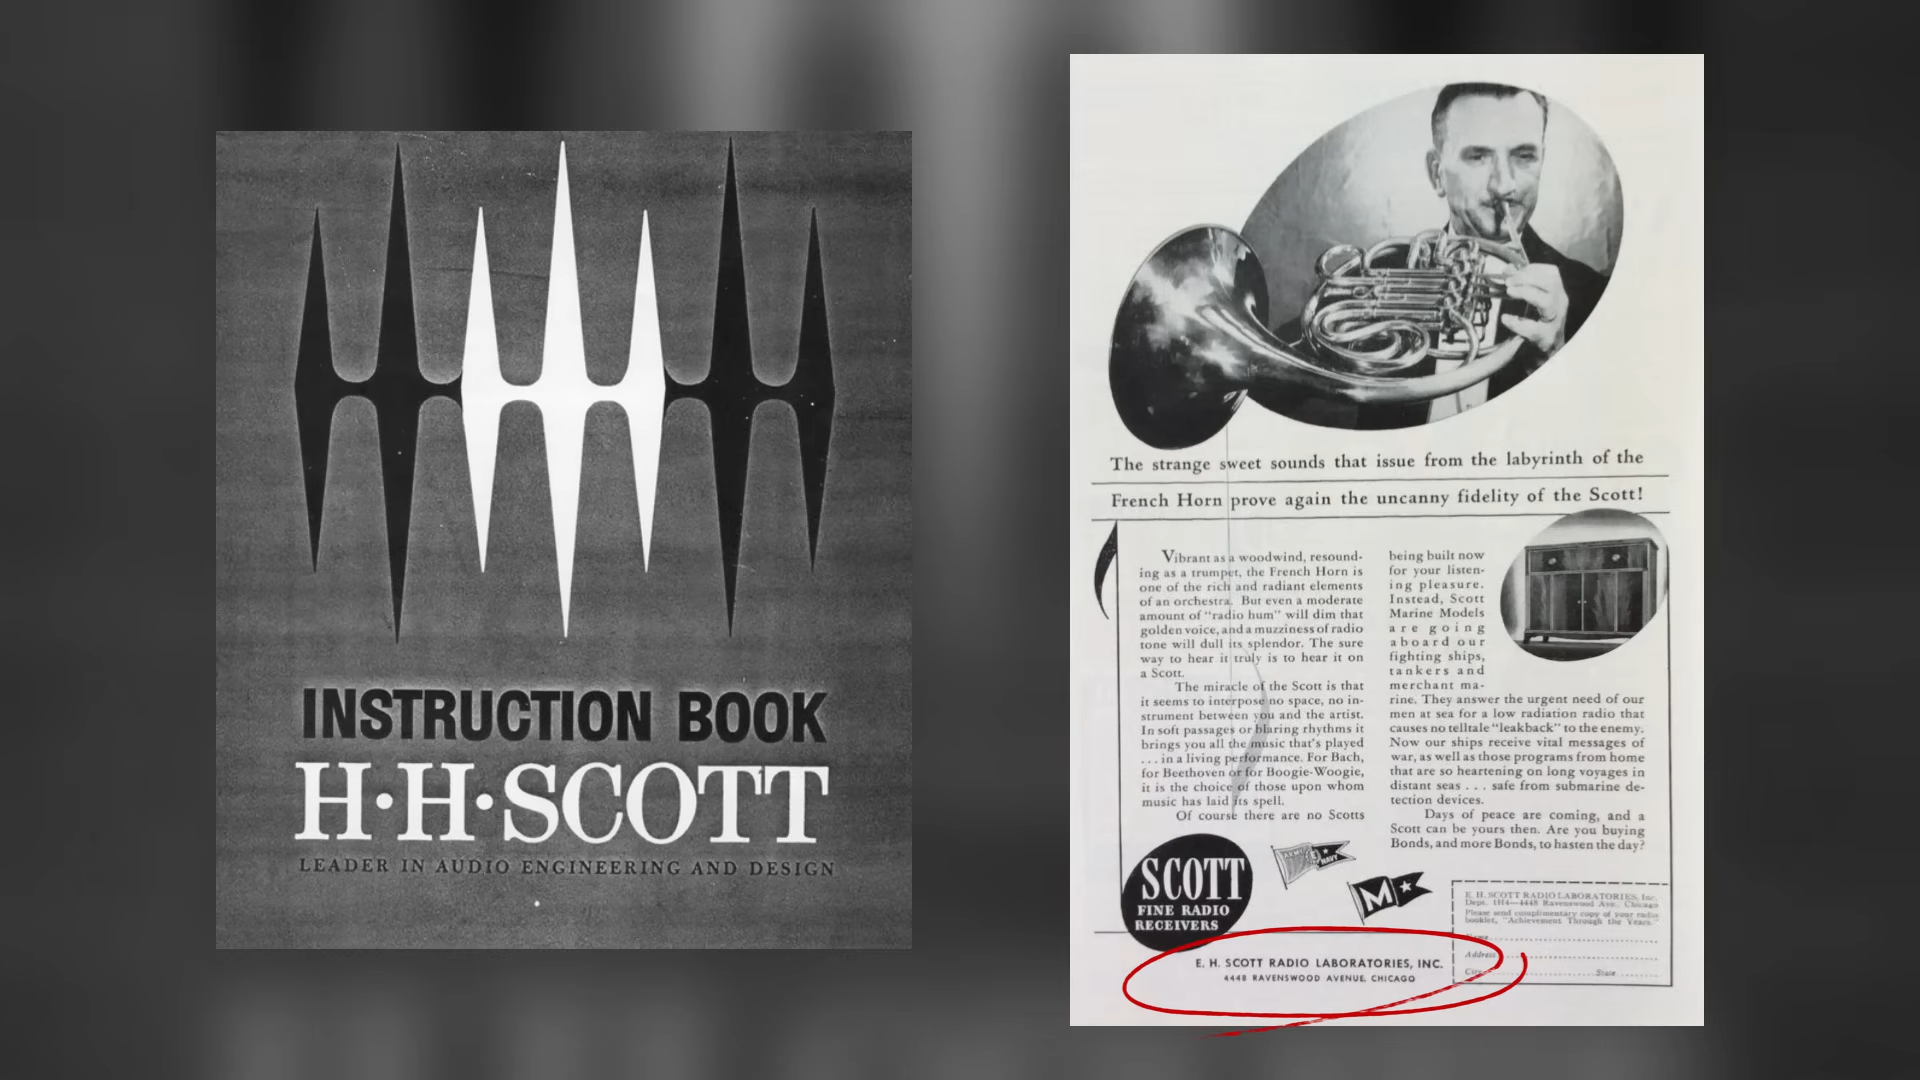 INSTRUCTION BOOK
H·H·SCOTT
LEADER IN AUDIO ENGINEERING AND DESIGN
The strange sweet sounds that issue from the labyrinth of the
French Horn prove again the uncanny fidelity of the Scott!
Vibrant as a woodwind, resound-
ing as a trumpet, the French Horn is
one of the rich and radiant elements
of an orchestra. But even a moderate
amount of "radio hum" will dim that
golden voice, and a muzziness of radio
tone will dull its splendor. The sure
way to hear it truly is to hear it on
a Scott.
The miracle of the Scott is that
it seems to interpose no space, no in-
strument between you and the artist.
In soft passages or blaring rhythms it
brings you all the music that's played
... in a living performance. For Bach,
for Beethoven or for Boogie-Woogie,
it is the choice of those upon whom
music has laid its spell.
Of course there are no Scotts
being built now
for your listen-
ing pleasure.
Instead, Scott
Marine Models
are going
aboard our
fighting ships,
tankers and
merchant ma-
rine. They answer the urgent need of our
men at sea for a low radiation radio that
causes no telltale "leakback" to the enemy.
Now our ships receive vital messages of
war, as well as those programs from home
that are so heartening on long voyages in
distant seas ... safe from submarine de-
tection devices.
Days of peace are coming, and a
Scott can be yours then. Are you buying
Bonds, and more Bonds, to hasten the day?
SCOTT
FINE RADIO
RECEIVERS
ARMY E NAVY
M
E. H. SCOTT RADIO LABORATORIES, INC.
4448 RAVENSWOOD AVENUE, CHICAGO
E. H. SCOTT RADIO LABORATORIES, Inc.
Dept. 1H4—4448 Ravenswood Ave., Chicago
Please send complimentary copy of your radio
booklet, "Achievement Through the Years."
Name
Address
City State